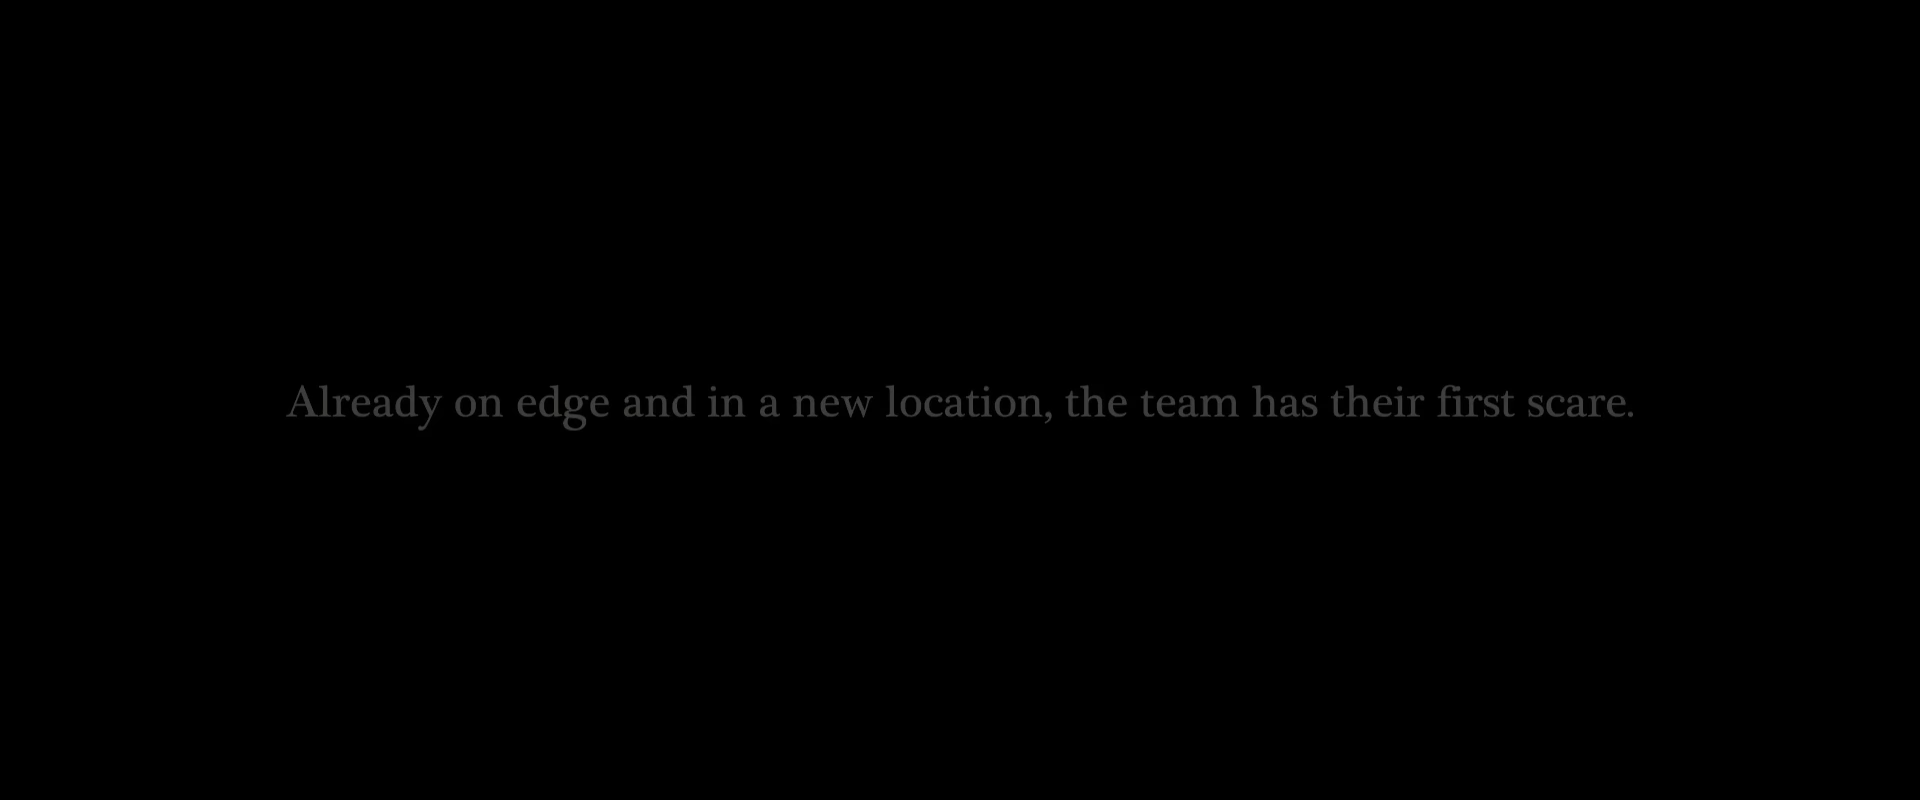 Already on edge and in a new location, the team has their first scare.